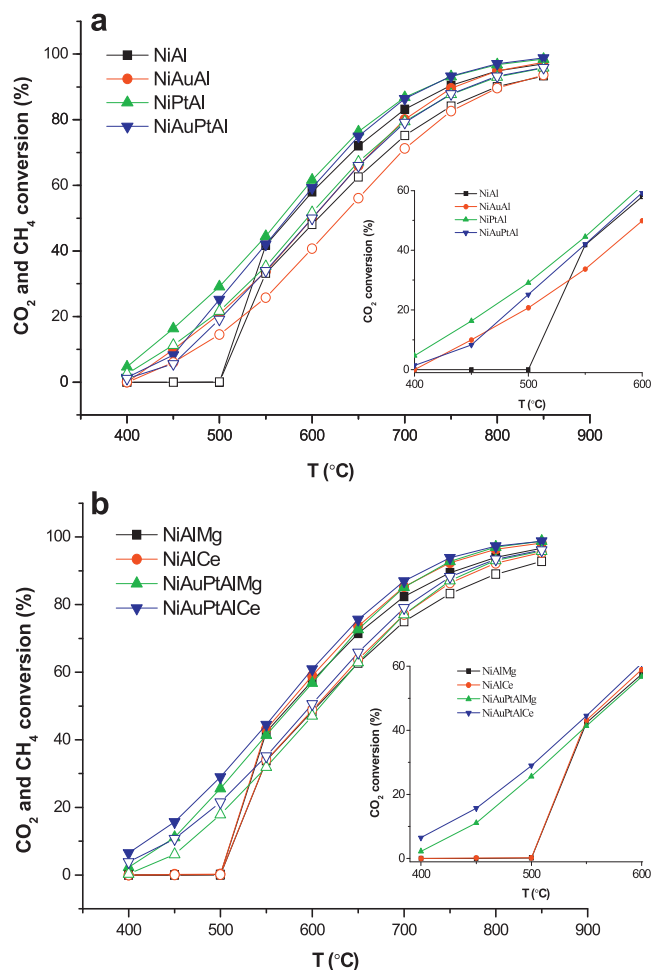 a
NiAl
NiAuAl
NiPtAl
NiAuPtAl
CO₂ and CH₄ conversion (%)
100
80
60
40
20
0
400 500 600 700 800 900
T (°C)
NiAl
NiAuAl
NiPtAl
NiAuPtAl
CO₂ conversion (%)
60
40
20
0
400 500 600
T (°C)
b
NiAlMg
NiAlCe
NiAuPtAlMg
NiAuPtAlCe
CO₂ and CH₄ conversion (%)
100
80
60
40
20
0
400 500 600 700 800 900
T (°C)
NiAlMg
NiAlCe
NiAuPtAlMg
NiAuPtAlCe
CO₂ conversion (%)
60
40
20
0
400 500 600
T (°C)